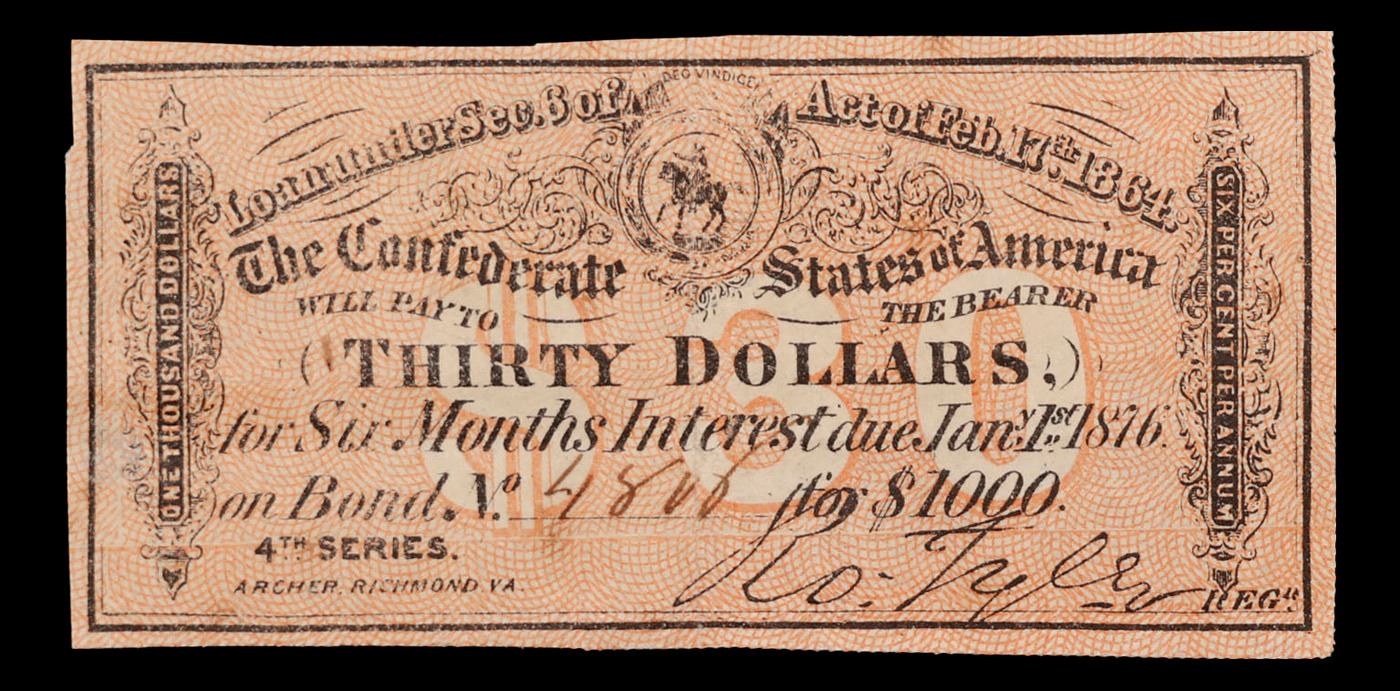 DEO VINDICE
Loan under Sec. 6 of Act of Feb. 17th 1864.
The Confederate States of America
WILL PAY TO THE BEARER
(THIRTY DOLLARS,)
$30
for Six Months Interest due Jany. 1st 1876.
on Bond No. for $1000.
4TH SERIES.
Ro. Tyler REGR.
ARCHER, RICHMOND VA
ONE THOUSAND DOLLARS
SIX PER CENT PER ANNUM